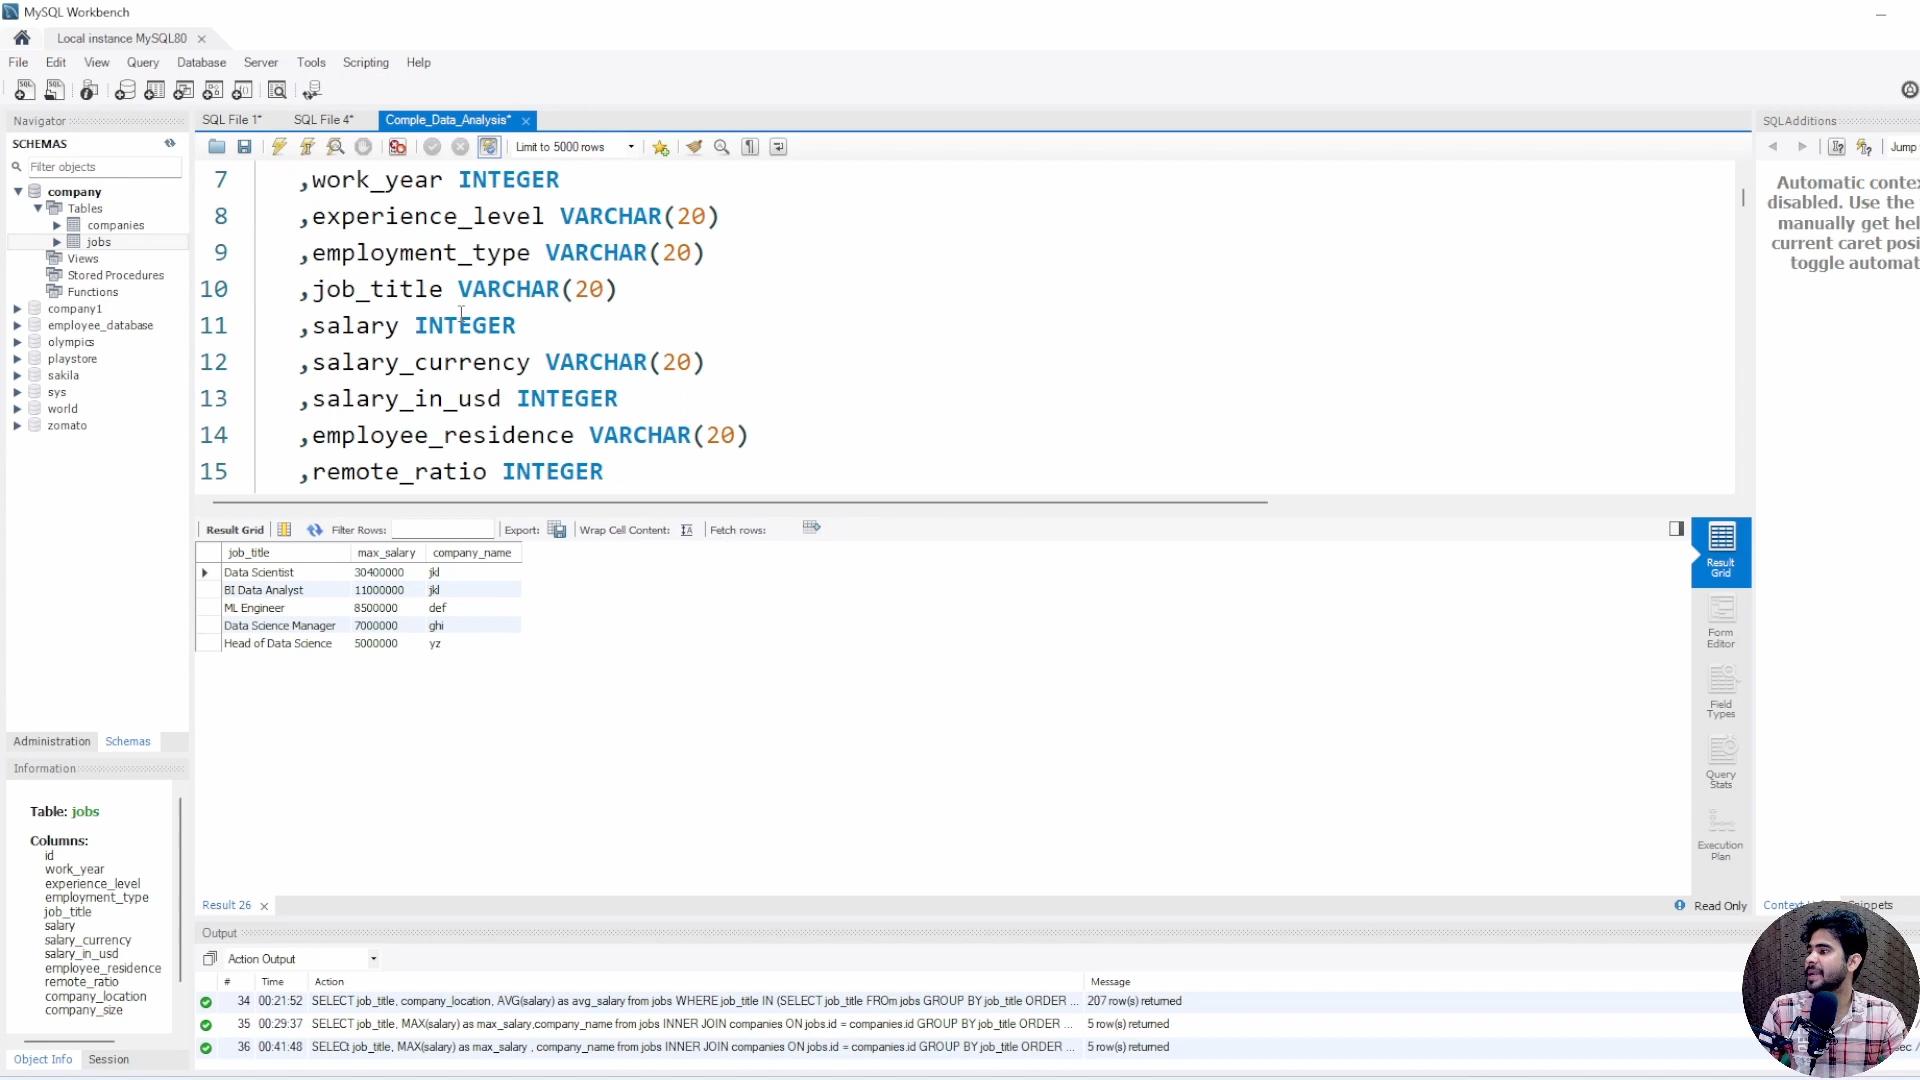 MySQL Workbench
Local instance MySQL80
File Edit View Query Database Server Tools Scripting Help
Navigator
SCHEMAS
Filter objects
company
Tables
companies
jobs
Views
Stored Procedures
Functions
company1
employee_database
olympics
playstore
sakila
sys
world
zomato
Administration Schemas
Information
Table: jobs
Columns:
id
work_year
experience_level
employment_type
job_title
salary
salary_currency
salary_in_usd
employee_residence
remote_ratio
company_location
company_size
Object Info Session
SQL File 1* SQL File 4* Comple_Data_Analysis*
Limit to 5000 rows
7 ,work_year INTEGER
8 ,experience_level VARCHAR(20)
9 ,employment_type VARCHAR(20)
10 ,job_title VARCHAR(20)
11 ,salary INTEGER
12 ,salary_currency VARCHAR(20)
13 ,salary_in_usd INTEGER
14 ,employee_residence VARCHAR(20)
15 ,remote_ratio INTEGER
Result Grid Filter Rows: Export: Wrap Cell Content: Fetch rows:
job_title max_salary company_name
Data Scientist 30400000 jkl
BI Data Analyst 11000000 jkl
ML Engineer 8500000 def
Data Science Manager 7000000 ghi
Head of Data Science 5000000 yz
Result Grid
Form Editor
Field Types
Query Stats
Execution Plan
Result 26
Read Only
Output
Action Output
# Time Action Message
34 00:21:52 SELECT job_title, company_location, AVG(salary) as avg_salary from jobs WHERE job_title IN (SELECT job_title FROm jobs GROUP BY job_title ORDER ... 207 row(s) returned
35 00:29:37 SELECT job_title, MAX(salary) as max_salary,company_name from jobs INNER JOIN companies ON jobs.id = companies.id GROUP BY job_title ORDER ... 5 row(s) returned
36 00:41:48 SELECt job_title, MAX(salary) as max_salary , company_name from jobs INNER JOIN companies ON jobs.id = companies.id GROUP BY job_title ORDER ... 5 row(s) returned
SQLAdditions
Jump
Automatic contex
disabled. Use the
manually get hel
current caret posi
toggle automat